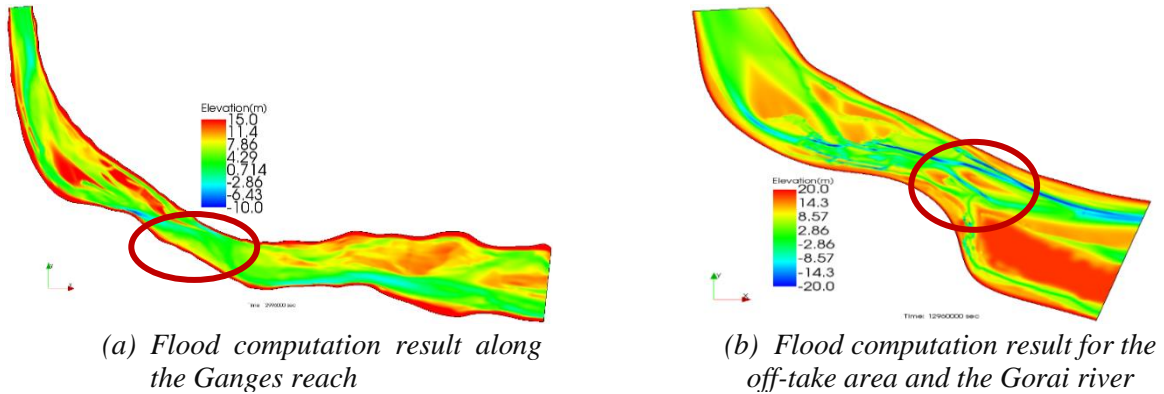 Elevation(m)
15.0
11.4
7.86
4.29
0.714
-2.86
-6.43
-10.0
(a) Flood computation result along
the Ganges reach
Elevation(m)
20.0
14.3
8.57
2.86
-2.86
-8.57
-14.3
-20.0
Time: 12960000 sec
(b) Flood computation result for the
off-take area and the Gorai river